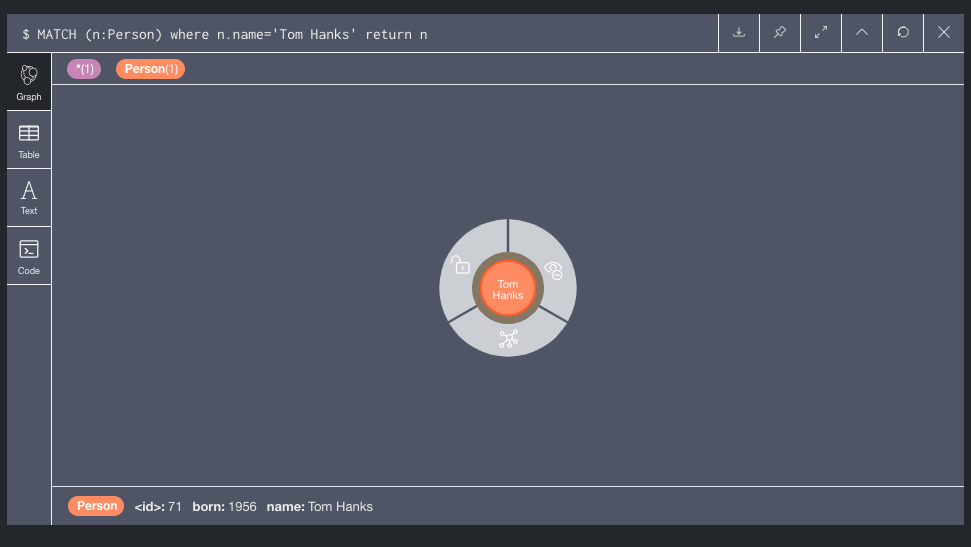 $ MATCH (n:Person) where n.name='Tom Hanks' return n
*(1) Person(1)
Graph
Table
A
Text
Code
Tom
Hanks
Person <id>: 71 born: 1956 name: Tom Hanks